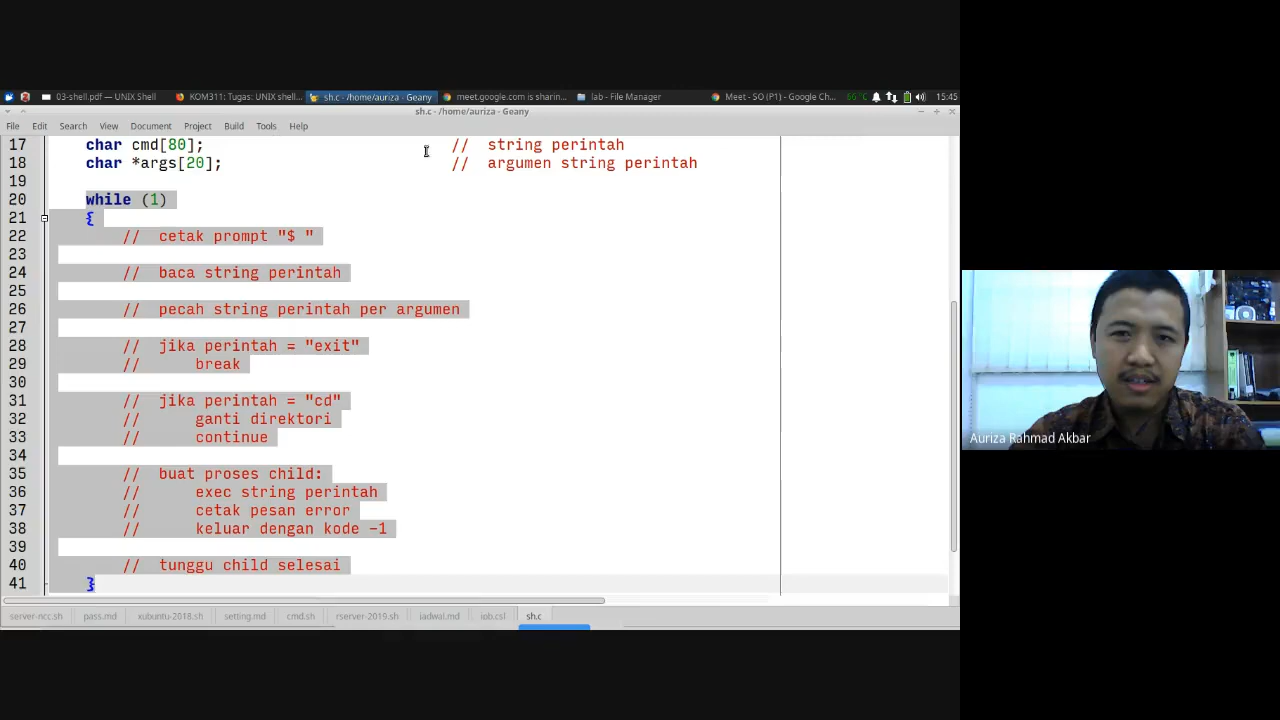 03-shell.pdf — UNIX Shell
KOM311: Tugas: UNIX shell...
sh.c - /home/auriza - Geany
meet.google.com is sharin...
lab - File Manager
Meet - SO (P1) - Google Ch...
66°C
15:45
sh.c - /home/auriza - Geany
File Edit Search View Document Project Build Tools Help
17 char cmd[80]; // string perintah
18 char *args[20]; // argumen string perintah
19
20 while (1)
21 {
22 // cetak prompt "$ "
23
24 // baca string perintah
25
26 // pecah string perintah per argumen
27
28 // jika perintah = "exit"
29 // break
30
31 // jika perintah = "cd"
32 // ganti direktori
33 // continue
34
35 // buat proses child:
36 // exec string perintah
37 // cetak pesan error
38 // keluar dengan kode -1
39
40 // tunggu child selesai
41 }
server-ncc.sh pass.md xubuntu-2018.sh setting.md cmd.sh rserver-2019.sh jadwal.md sh.c
Auriza Rahmad Akbar